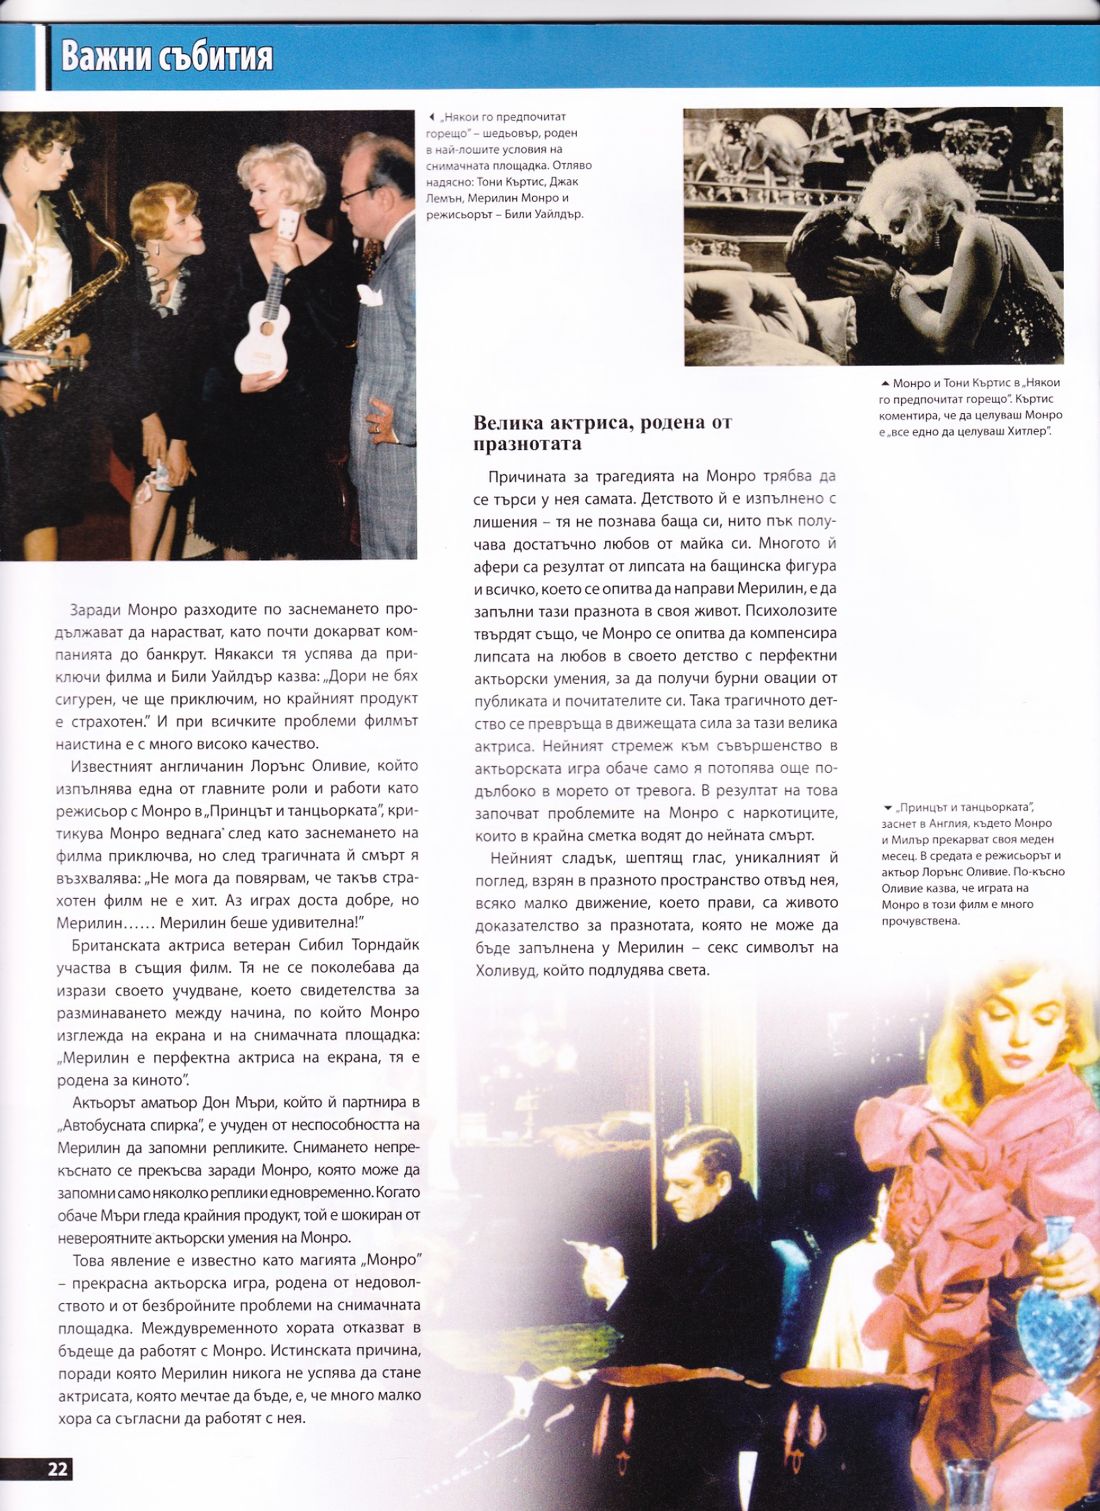 Важни събития
„Някои го предпочитат
горещо” – шедьовър, роден
в най-лошите условия на
снимачната площадка. Отляво
надясно: Тони Къртис, Джак
Лемън, Мерилин Монро и
режисьорът – Били Уайлдър.
Монро и Тони Къртис в „Някои
го предпочитат горещо”. Къртис
коментира, че да целуваш Монро
е „все едно да целуваш Хитлер”.
Заради Монро разходите по заснемането про-
дължават да нарастват, като почти докарват ком-
панията до банкрут. Някакси тя успява да при-
ключи филма и Били Уайлдър казва: „Дори не бях
сигурен, че ще приключим, но крайният продукт
е страхотен.” И при всичките проблеми филмът
наистина е с много високо качество.
Известният англичанин Лорънс Оливие, който
изпълнява една от главните роли и работи като
режисьор с Монро в „Принцът и танцьорката”, кри-
тикува Монро веднага след като заснемането на
филма приключва, но след трагичната й смърт я
възхвалява: „Не мога да повярвам, че такъв стра-
хотен филм не е хит. Аз играх доста добре, но
Мерилин…… Мерилин беше удивителна!”
Британската актриса ветеран Сибил Торндайк
участва в същия филм. Тя не се поколебава да
изрази своето учудване, което свидетелства за
разминаването между начина, по който Монро
изглежда на екрана и на снимачната площадка:
„Мерилин е перфектна актриса на екрана, тя е
родена за киното”.
Актьорът аматьор Дон Мъри, който й партнира в
„Автобусната спирка”, е учуден от неспособността на
Мерилин да запомни репликите. Снимането непре-
къснато се прекъсва заради Монро, която може да
запомни само няколко реплики едновременно. Когато
обаче Мъри гледа крайния продукт, той е шокиран от
невероятните актьорски умения на Монро.
Това явление е известно като магията „Монро”
– прекрасна актьорска игра, родена от недовол-
ството и от безбройните проблеми на снимачната
площадка. Междувременното хората отказват в
бъдеще да работят с Монро. Истинската причина,
поради която Мерилин никога не успява да стане
актрисата, която мечтае да бъде, е, че много малко
хора са съгласни да работят с нея.
Велика актриса, родена от
празнотата
Причината за трагедията на Монро трябва да
се търси у нея самата. Детството й е изпълнено с
лишения – тя не познава баща си, нито пък полу-
чава достатъчно любов от майка си. Многото й
афери са резултат от липсата на бащинска фигура
и всичко, което се опитва да направи Мерилин, е да
запълни тази празнота в своя живот. Психолозите
твърдят също, че Монро се опитва да компенсира
липсата на любов в своето детство с перфектни
актьорски умения, за да получи бурни овации от
публиката и почитателите си. Така трагичното дет-
ство се превръща в движещата сила за тази велика
актриса. Нейният стремеж към съвършенство в
актьорската игра обаче само я потопява още по-
дълбоко в морето от тревога. В резултат на това
започват проблемите на Монро с наркотиците,
които в крайна сметка водят до нейната смърт.
Нейният сладък, шептящ глас, уникалният й
поглед, взрян в празното пространство отвъд нея,
всяко малко движение, което прави, са живото
доказателство за празнотата, която не може да
бъде запълнена у Мерилин – секс символът на
Холивуд, който подлудява света.
„Принцът и танцьорката”,
заснет в Англия, където Монро
и Милър прекарват своя меден
месец. В средата е режисьорът и
актьор Лорънс Оливие. По-късно
Оливие казва, че играта на
Монро в този филм е много
прочувствена.
22